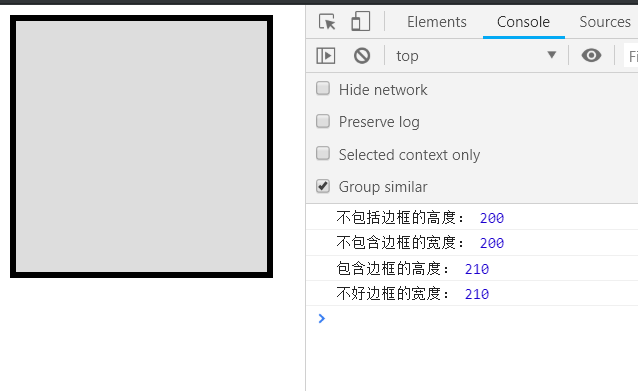 Elements Console Sources
top Fi
Hide network
Preserve log
Selected context only
Group similar
不包括边框的高度： 200
不包含边框的宽度： 200
包含边框的高度： 210
不好边框的宽度： 210